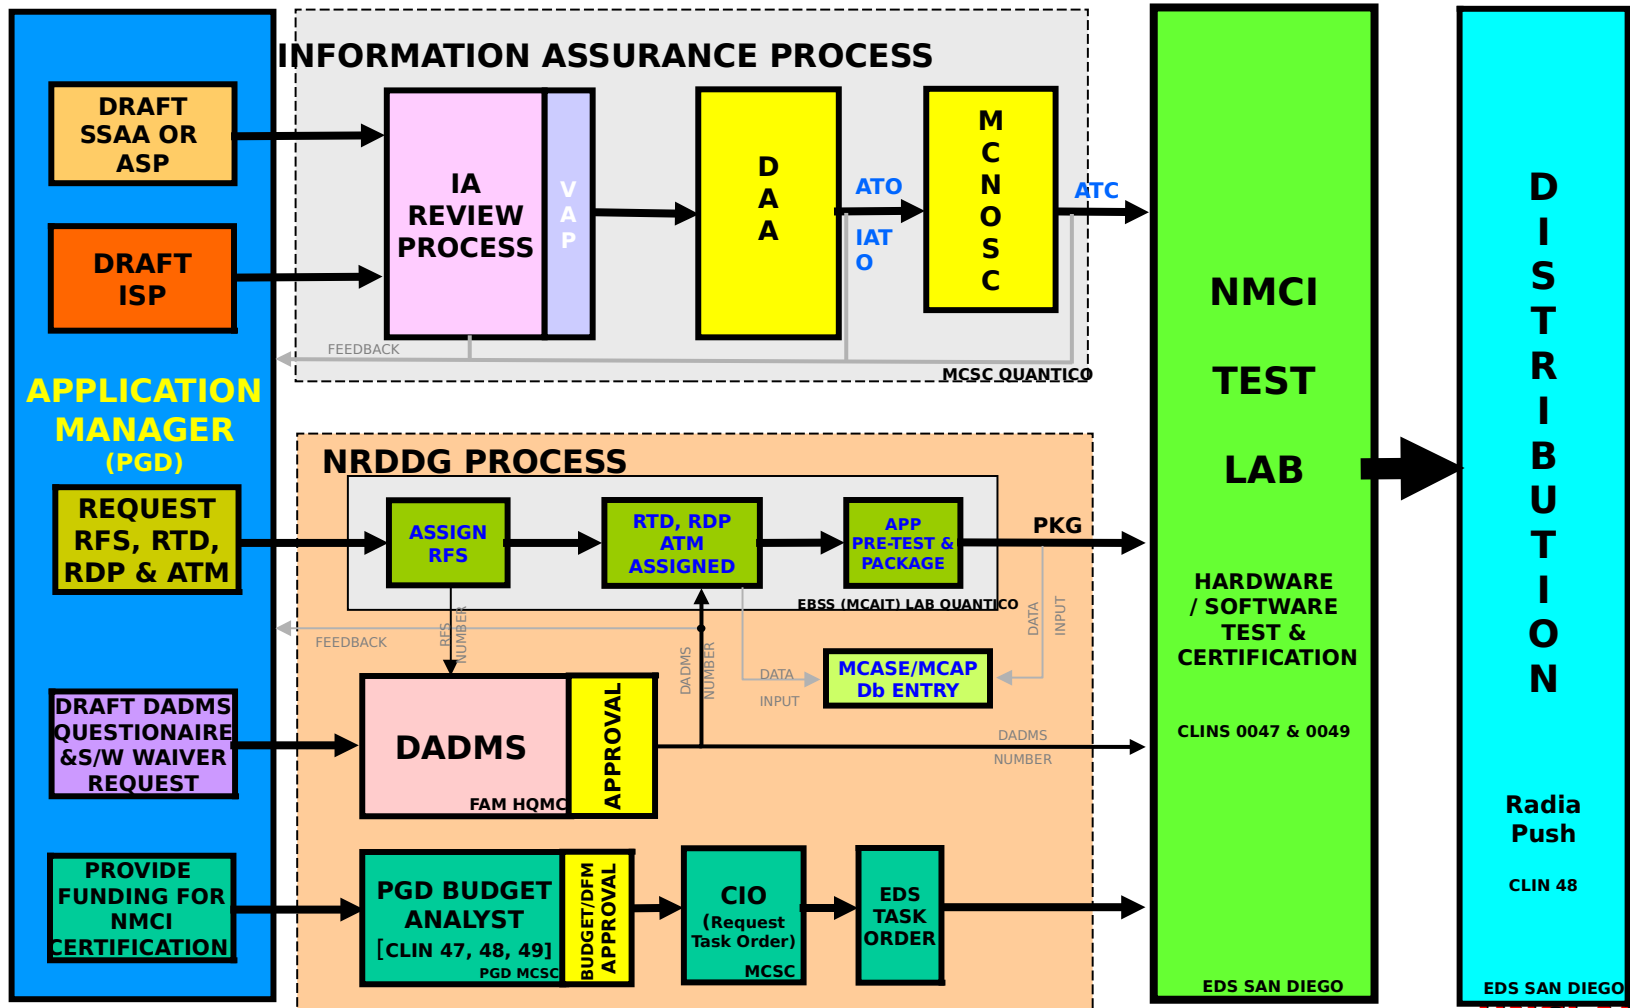 INFORMATION ASSURANCE PROCESS
DRAFT
SSAA OR
ASP
DRAFT
ISP
APPLICATION
MANAGER
(PGD)
REQUEST
RFS, RTD,
RDP & ATM
DRAFT DADMS
QUESTIONAIRE
&S/W WAIVER
REQUEST
PROVIDE
FUNDING FOR
NMCI
CERTIFICATION
IA
REVIEW
PROCESS
V
A
P
D
A
A
ATO
IAT
O
M
C
N
O
S
C
ATC
FEEDBACK
MCSC QUANTICO
NRDDG PROCESS
ASSIGN
RFS
RTD, RDP
ATM
ASSIGNED
APP
PRE-TEST &
PACKAGE
PKG
EBSS (MCAIT) LAB QUANTICO
FEEDBACK
RFS
NUMBER
DADMS
NUMBER
DATA
INPUT
DATA
INPUT
MCASE/MCAP
Db ENTRY
DADMS
FAM HQMC
APPROVAL
DADMS
NUMBER
PGD BUDGET
ANALYST
[CLIN 47, 48, 49]
PGD MCSC
BUDGET/DFM
APPROVAL
CIO
(Request
Task Order)
MCSC
EDS
TASK
ORDER
NMCI
TEST
LAB
HARDWARE
/ SOFTWARE
TEST &
CERTIFICATION
CLINS 0047 & 0049
EDS SAN DIEGO
D
I
S
T
R
I
B
U
T
I
O
N
Radia
Push
CLIN 48
EDS SAN DIEGO